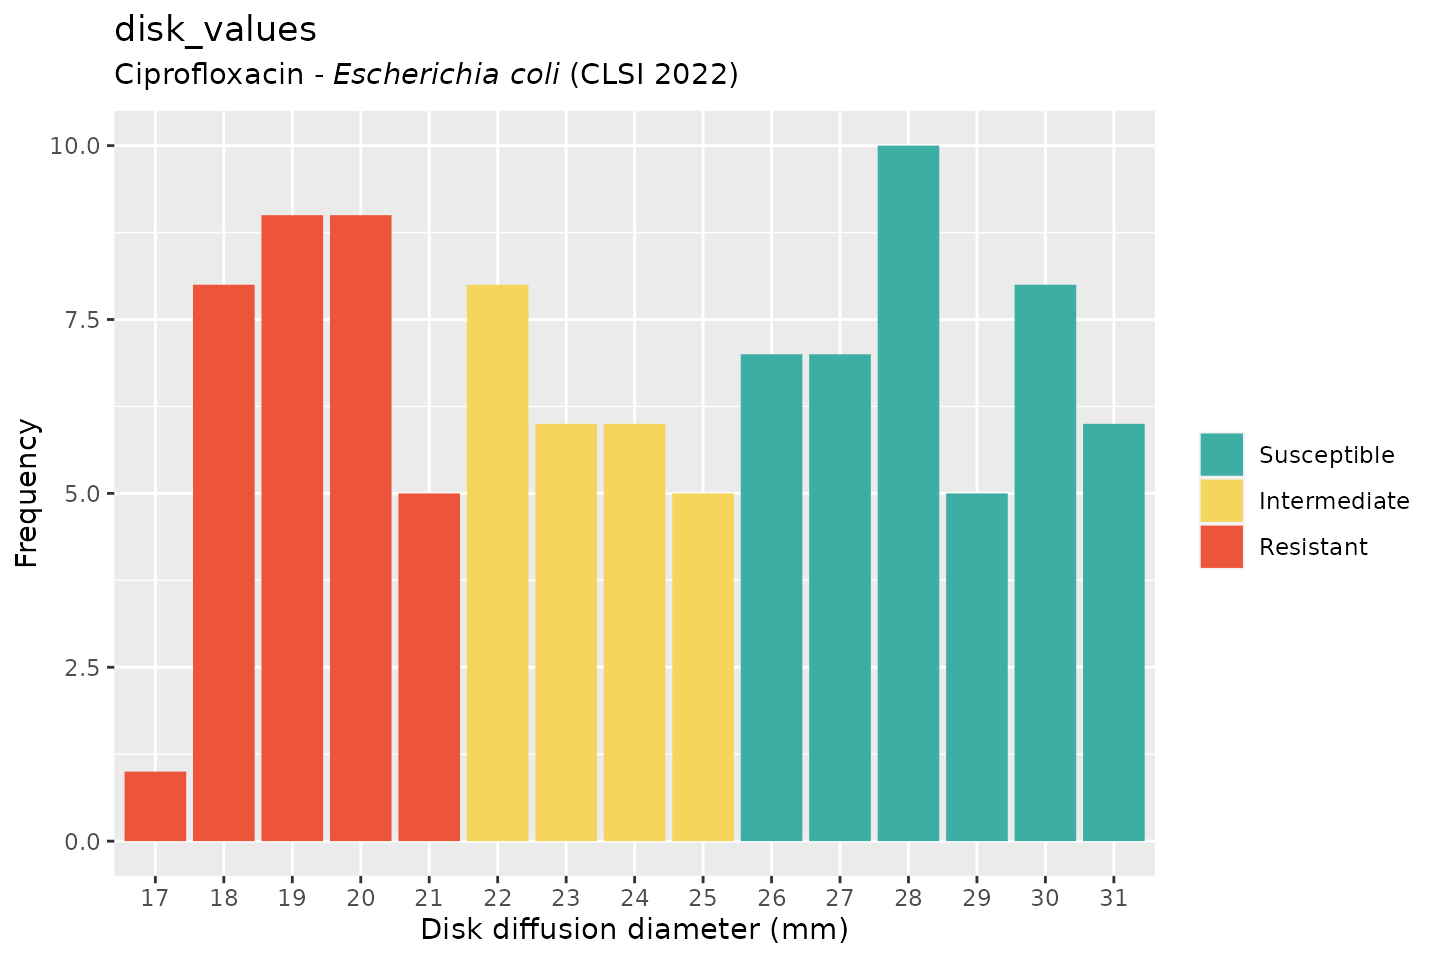 disk_values
Ciprofloxacin - Escherichia coli (CLSI 2022)
Frequency
10.0
7.5
5.0
2.5
0.0
17 18 19 20 21 22 23 24 25 26 27 28 29 30 31
Disk diffusion diameter (mm)
Susceptible
Intermediate
Resistant